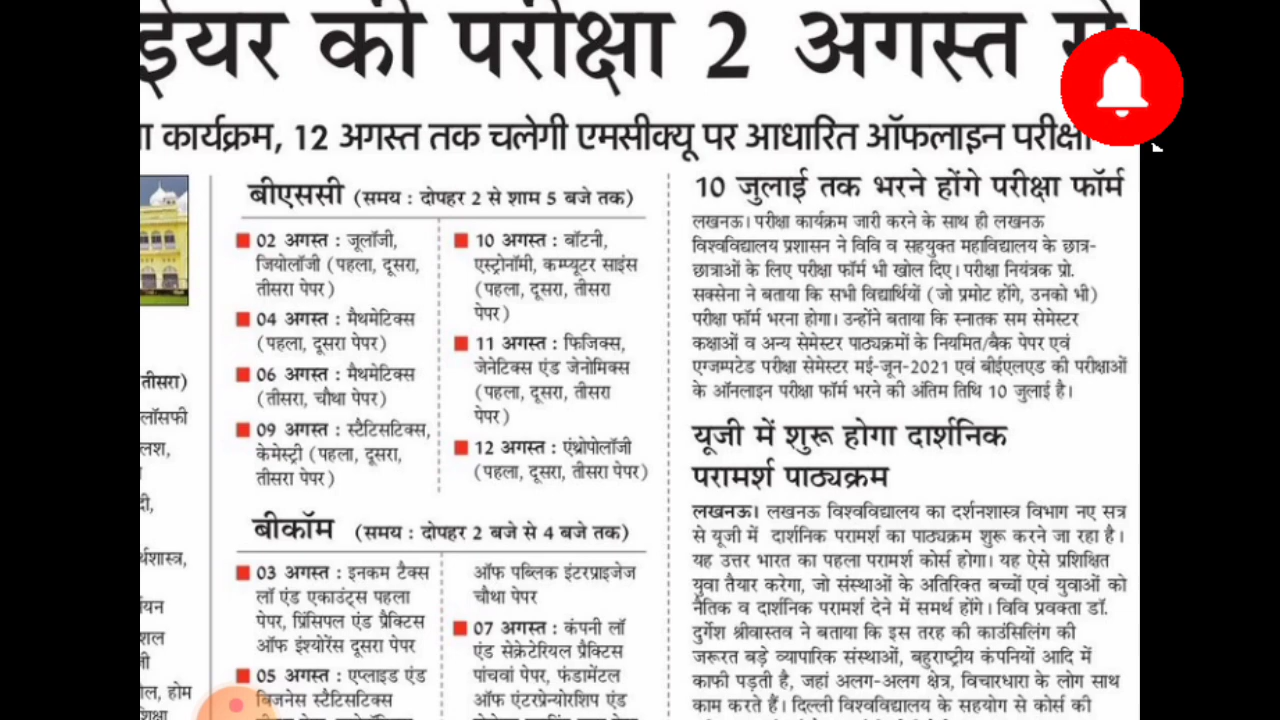 ईयर की परीक्षा 2 अगस्त से
कार्यक्रम, 12 अगस्त तक चलेगी एमसीक्यू पर आधारित ऑफलाइन परीक्षा
तीसरा)
बीएससी (समय : दोपहर 2 से शाम 5 बजे तक)
02 अगस्त : जूलॉजी,
जियोलॉजी (पहला, दूसरा,
तीसरा पेपर)
04 अगस्त : मैथमेटिक्स
(पहला, दूसरा पेपर)
06 अगस्त : मैथमेटिक्स
(तीसरा, चौथा पेपर)
09 अगस्त : स्टैटिसटिक्स,
केमेस्ट्री (पहला, दूसरा,
तीसरा पेपर)
10 अगस्त : बॉटनी,
एस्ट्रोनॉमी, कम्प्यूटर साइंस
(पहला, दूसरा, तीसरा
पेपर)
11 अगस्त : फिजिक्स,
जेनेटिक्स एंड जेनोमिक्स
(पहला, दूसरा, तीसरा
पेपर)
12 अगस्त : एंथ्रोपोलॉजी
(पहला, दूसरा, तीसरा पेपर)
बीकॉम (समय : दोपहर 2 बजे से 4 बजे तक)
03 अगस्त : इनकम टैक्स
लॉ एंड एकाउंट्स पहला
पेपर, प्रिंसिपल एंड प्रैक्टिस
ऑफ इंश्योरेंस दूसरा पेपर
05 अगस्त : एप्लाइड एंड
बिजनेस स्टैटिसटिक्स
ऑफ पब्लिक इंटरप्राइजेज
चौथा पेपर
07 अगस्त : कंपनी लॉ
एंड सेक्रेटेरियल प्रैक्टिस
पांचवां पेपर, फंडामेंटल
ऑफ एंटरप्रेन्योरशिप एंड
10 जुलाई तक भरने होंगे परीक्षा फॉर्म
लखनऊ। परीक्षा कार्यक्रम जारी करने के साथ ही लखनऊ
विश्वविद्यालय प्रशासन ने विवि व सहयुक्त महाविद्यालय के छात्र-
छात्राओं के लिए परीक्षा फॉर्म भी खोल दिए। परीक्षा नियंत्रक प्रो.
सक्सेना ने बताया कि सभी विद्यार्थियों (जो प्रमोट होंगे, उनको भी)
परीक्षा फॉर्म भरना होगा। उन्होंने बताया कि स्नातक सम सेमेस्टर
कक्षाओं व अन्य सेमेस्टर पाठ्यक्रमों के नियमित/बैक पेपर एवं
एग्जम्पटेड परीक्षा सेमेस्टर मई-जून-2021 एवं बीईएलएड की परीक्षाओं
के ऑनलाइन परीक्षा फॉर्म भरने की अंतिम तिथि 10 जुलाई है।
यूजी में शुरू होगा दार्शनिक
परामर्श पाठ्यक्रम
लखनऊ। लखनऊ विश्वविद्यालय का दर्शनशास्त्र विभाग नए सत्र
से यूजी में दार्शनिक परामर्श का पाठ्यक्रम शुरू करने जा रहा है।
यह उत्तर भारत का पहला परामर्श कोर्स होगा। यह ऐसे प्रशिक्षित
युवा तैयार करेगा, जो संस्थाओं के अतिरिक्त बच्चों एवं युवाओं को
नैतिक व दार्शनिक परामर्श देने में समर्थ होंगे। विवि प्रवक्ता डॉ.
दुर्गेश श्रीवास्तव ने बताया कि इस तरह की काउंसिलिंग की
जरूरत बड़े व्यापारिक संस्थाओं, बहुराष्ट्रीय कंपनियों आदि में
काफी पड़ती है, जहां अलग-अलग क्षेत्र, विचारधारा के लोग साथ
काम करते हैं। दिल्ली विश्वविद्यालय के सहयोग से कोर्स की